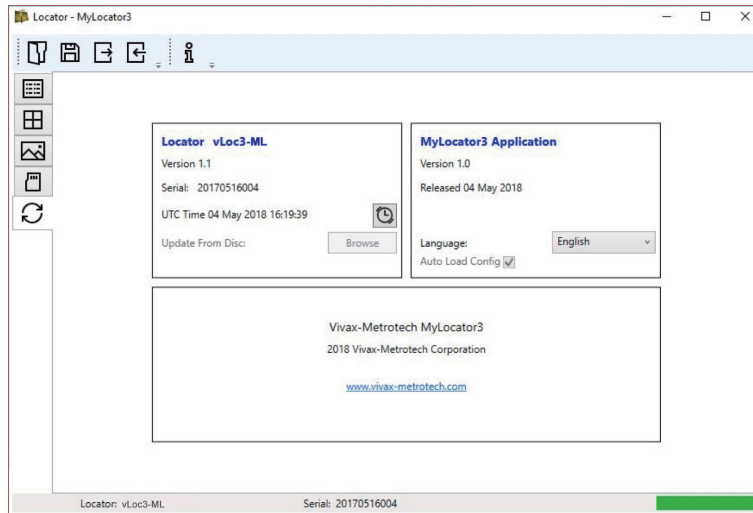 Locator - MyLocator3
Locator vLoc3-ML
Version 1.1
Serial: 20170516004
UTC Time 04 May 2018 16:19:39
Update From Disc:
Browse
MyLocator3 Application
Version 1.0
Released 04 May 2018
Language:
English
Auto Load Config
Vivax-Metrotech MyLocator3
2018 Vivax-Metrotech Corporation
www.vivax-metrotech.com
Locator: vLoc3-ML
Serial: 20170516004